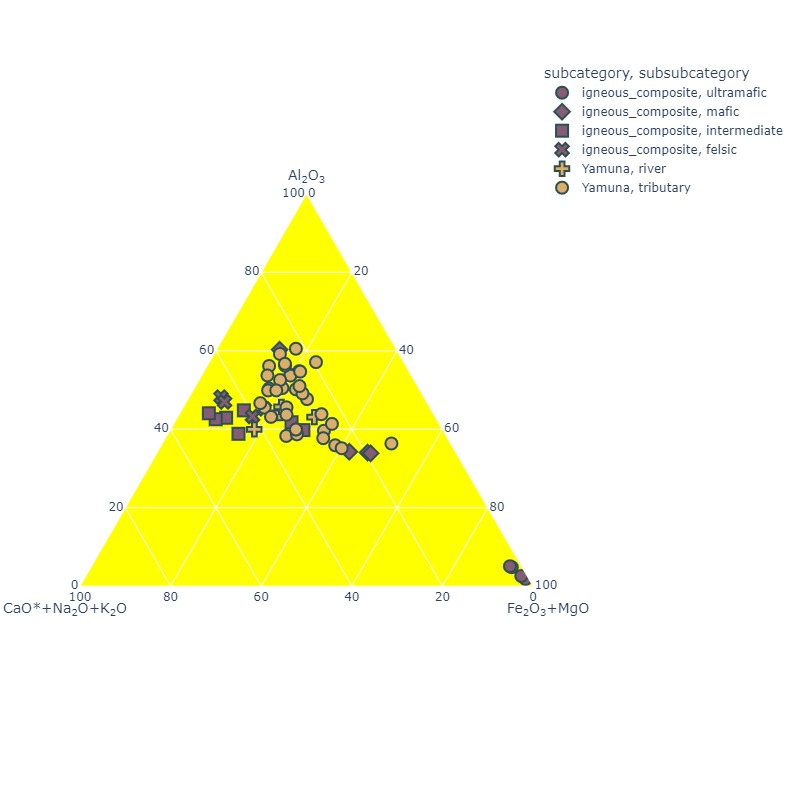 subcategory, subsubcategory
igneous_composite, ultramafic
igneous_composite, mafic
igneous_composite, intermediate
igneous_composite, felsic
Yamuna, river
Yamuna, tributary
Al₂O₃
100 0
80 20
60 40
40 60
20 80
0 100
100 80 60 40 20 0
CaO*+Na₂O+K₂O Fe₂O₃+MgO